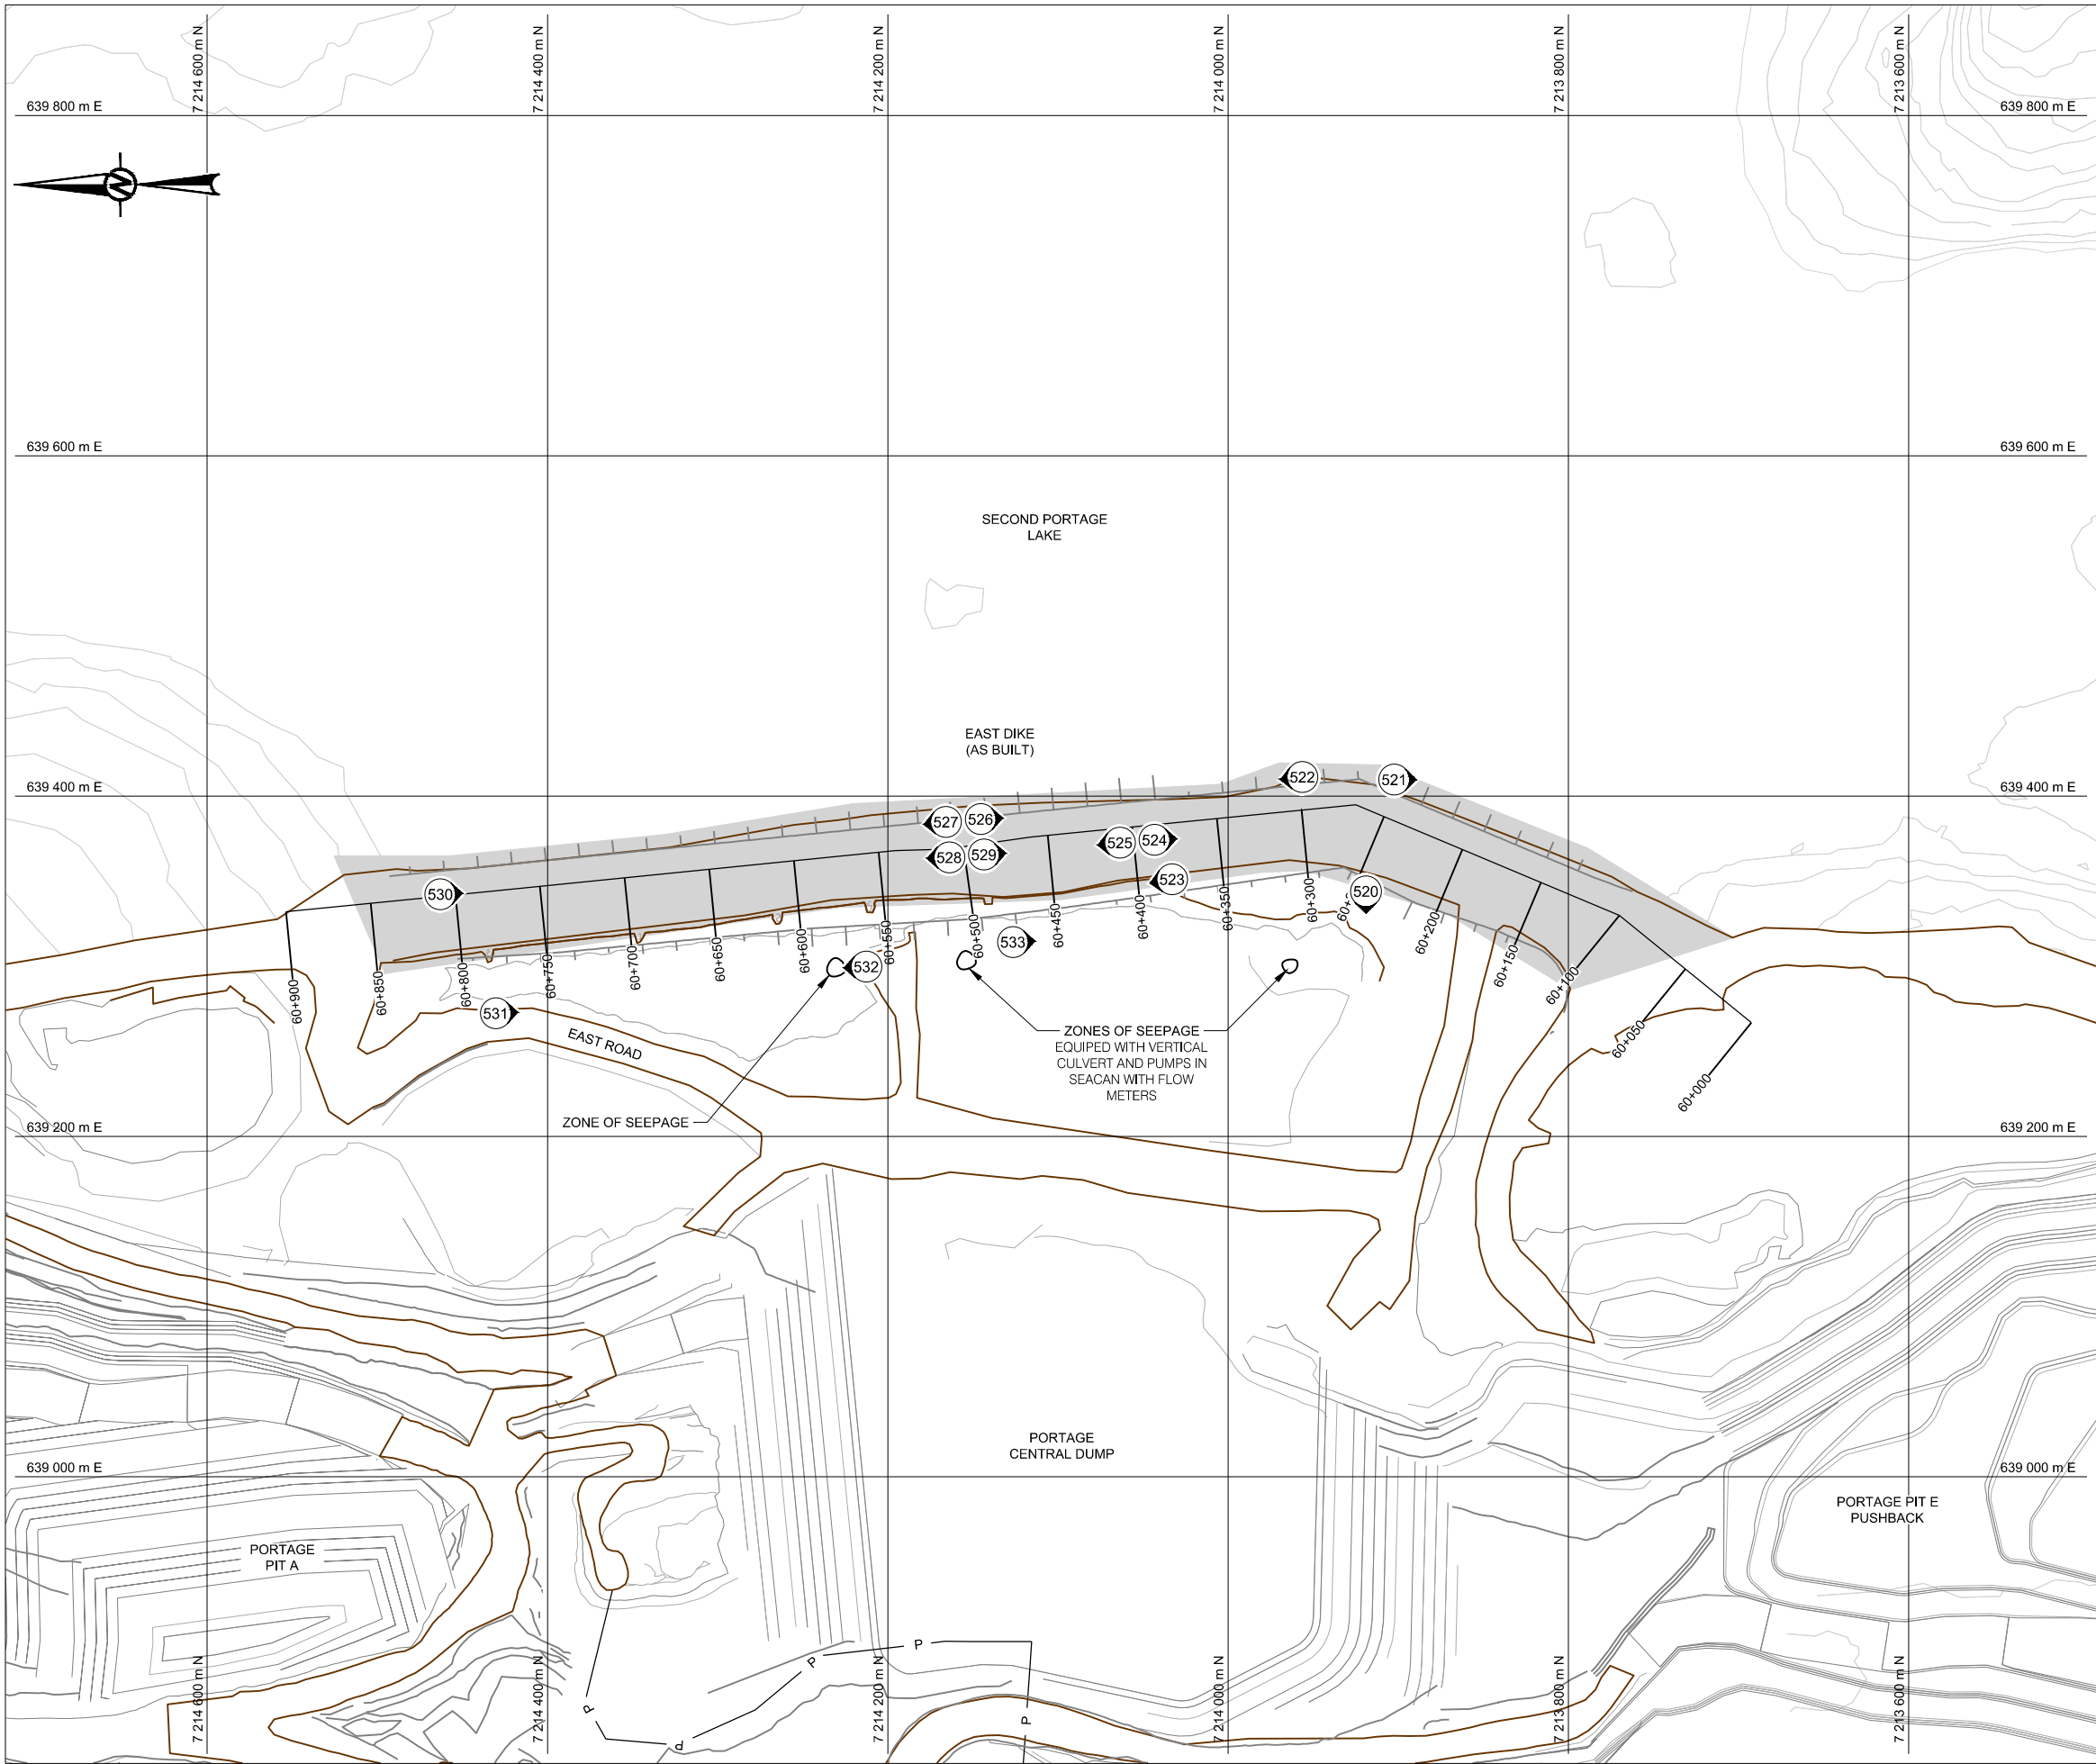 7 214 600 m N
7 214 400 m N
7 214 200 m N
7 214 000 m N
7 213 800 m N
7 213 600 m N
639 800 m E
639 800 m E
N
639 600 m E
639 600 m E
SECOND PORTAGE
LAKE
EAST DIKE
(AS BUILT)
639 400 m E
639 400 m E
522
521
527
526
525
524
528
529
523
530
520
533
532
531
60+900
60+850
60+800
60+750
60+700
60+650
60+600
60+550
60+500
60+450
60+400
60+350
60+300
60+200
60+150
60+100
60+050
60+000
EAST ROAD
ZONES OF SEEPAGE
EQUIPED WITH VERTICAL
CULVERT AND PUMPS IN
SEACAN WITH FLOW
METERS
ZONE OF SEEPAGE
639 200 m E
639 200 m E
PORTAGE
CENTRAL DUMP
639 000 m E
639 000 m E
PORTAGE PIT E
PUSHBACK
PORTAGE
PIT A
P
P
P
P
P
7 214 600 m N
7 214 400 m N
7 214 200 m N
7 214 000 m N
7 213 800 m N
7 213 600 m N